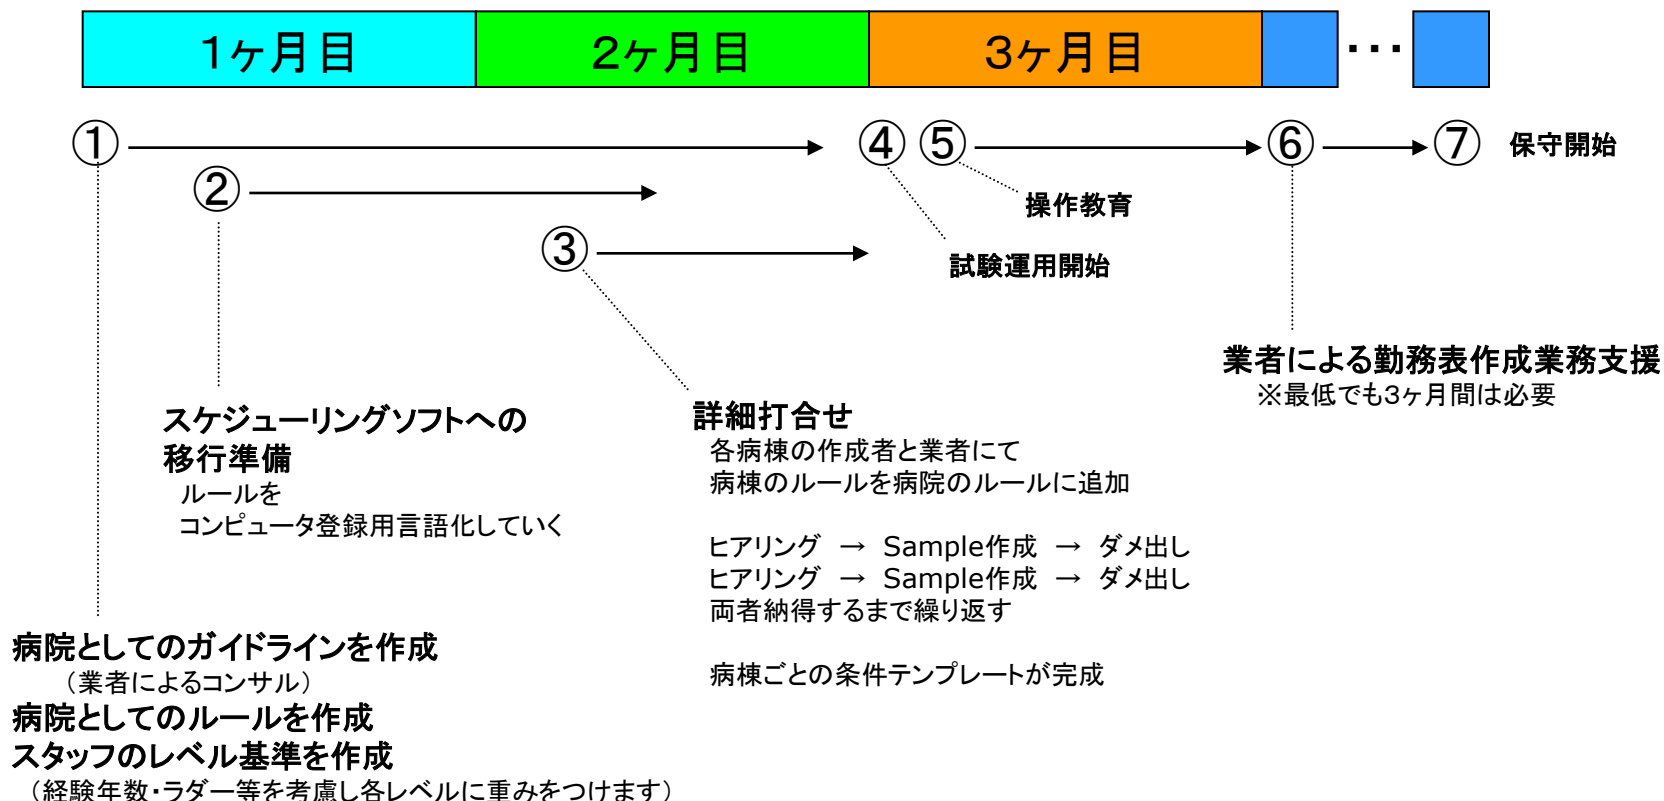 1ヶ月目 2ヶ月目 3ヶ月目 ・・・
① ④ ⑤ ⑥ ⑦ 保守開始
②
操作教育
③
試験運用開始
業者による勤務表作成業務支援
※最低でも3ヶ月間は必要
スケジューリングソフトへの
移行準備
ルールを
コンピュータ登録用言語化していく
詳細打合せ
各病棟の作成者と業者にて
病棟のルールを病院のルールに追加
ヒアリング → Sample作成 → ダメ出し
ヒアリング → Sample作成 → ダメ出し
両者納得するまで繰り返す
病棟ごとの条件テンプレートが完成
病院としてのガイドラインを作成
（業者によるコンサル）
病院としてのルールを作成
スタッフのレベル基準を作成
（経験年数・ラダー等を考慮し各レベルに重みをつけます）